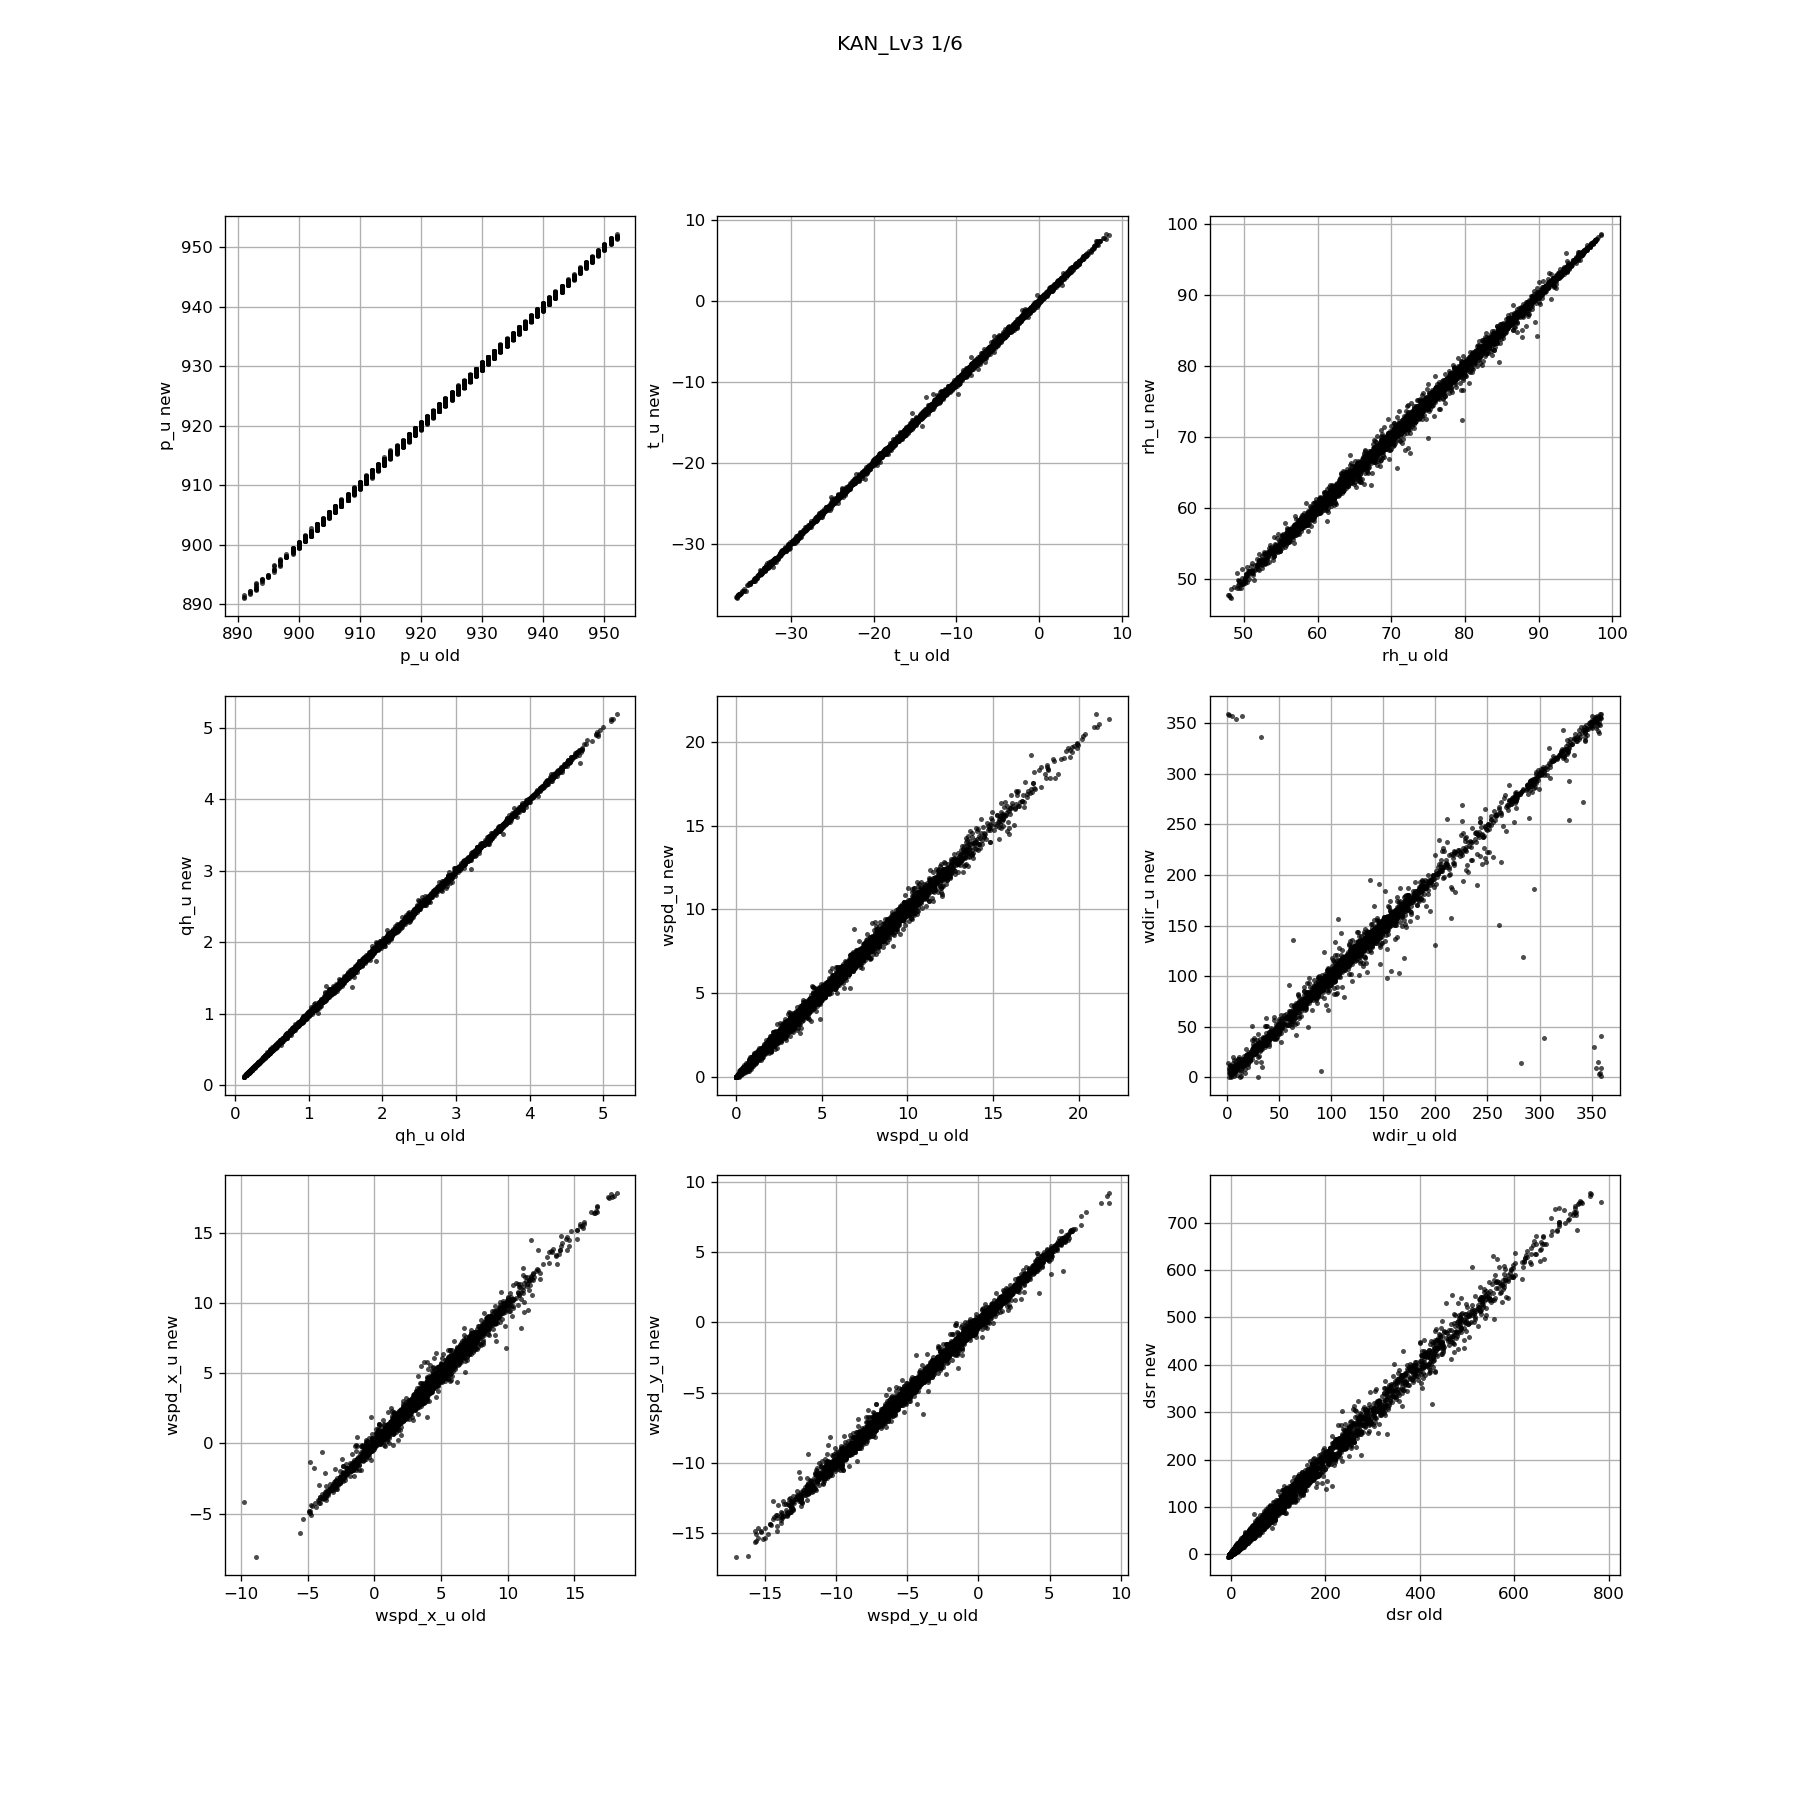 KAN_Lv3 1/6
950
940
930
920
910
900
890
p_u new
890 900 910 920 930 940 950
p_u old
10
0
−10
−20
−30
t_u new
−30 −20 −10 0 10
t_u old
100
90
80
70
60
50
rh_u new
50 60 70 80 90 100
rh_u old
5
4
3
2
1
0
qh_u new
0 1 2 3 4 5
qh_u old
20
15
10
5
0
wspd_u new
0 5 10 15 20
wspd_u old
350
300
250
200
150
100
50
0
wdir_u new
0 50 100 150 200 250 300 350
wdir_u old
15
10
5
0
−5
wspd_x_u new
−10 −5 0 5 10 15
wspd_x_u old
10
5
0
−5
−10
−15
wspd_y_u new
−15 −10 −5 0 5 10
wspd_y_u old
700
600
500
400
300
200
100
0
dsr new
0 200 400 600 800
dsr old